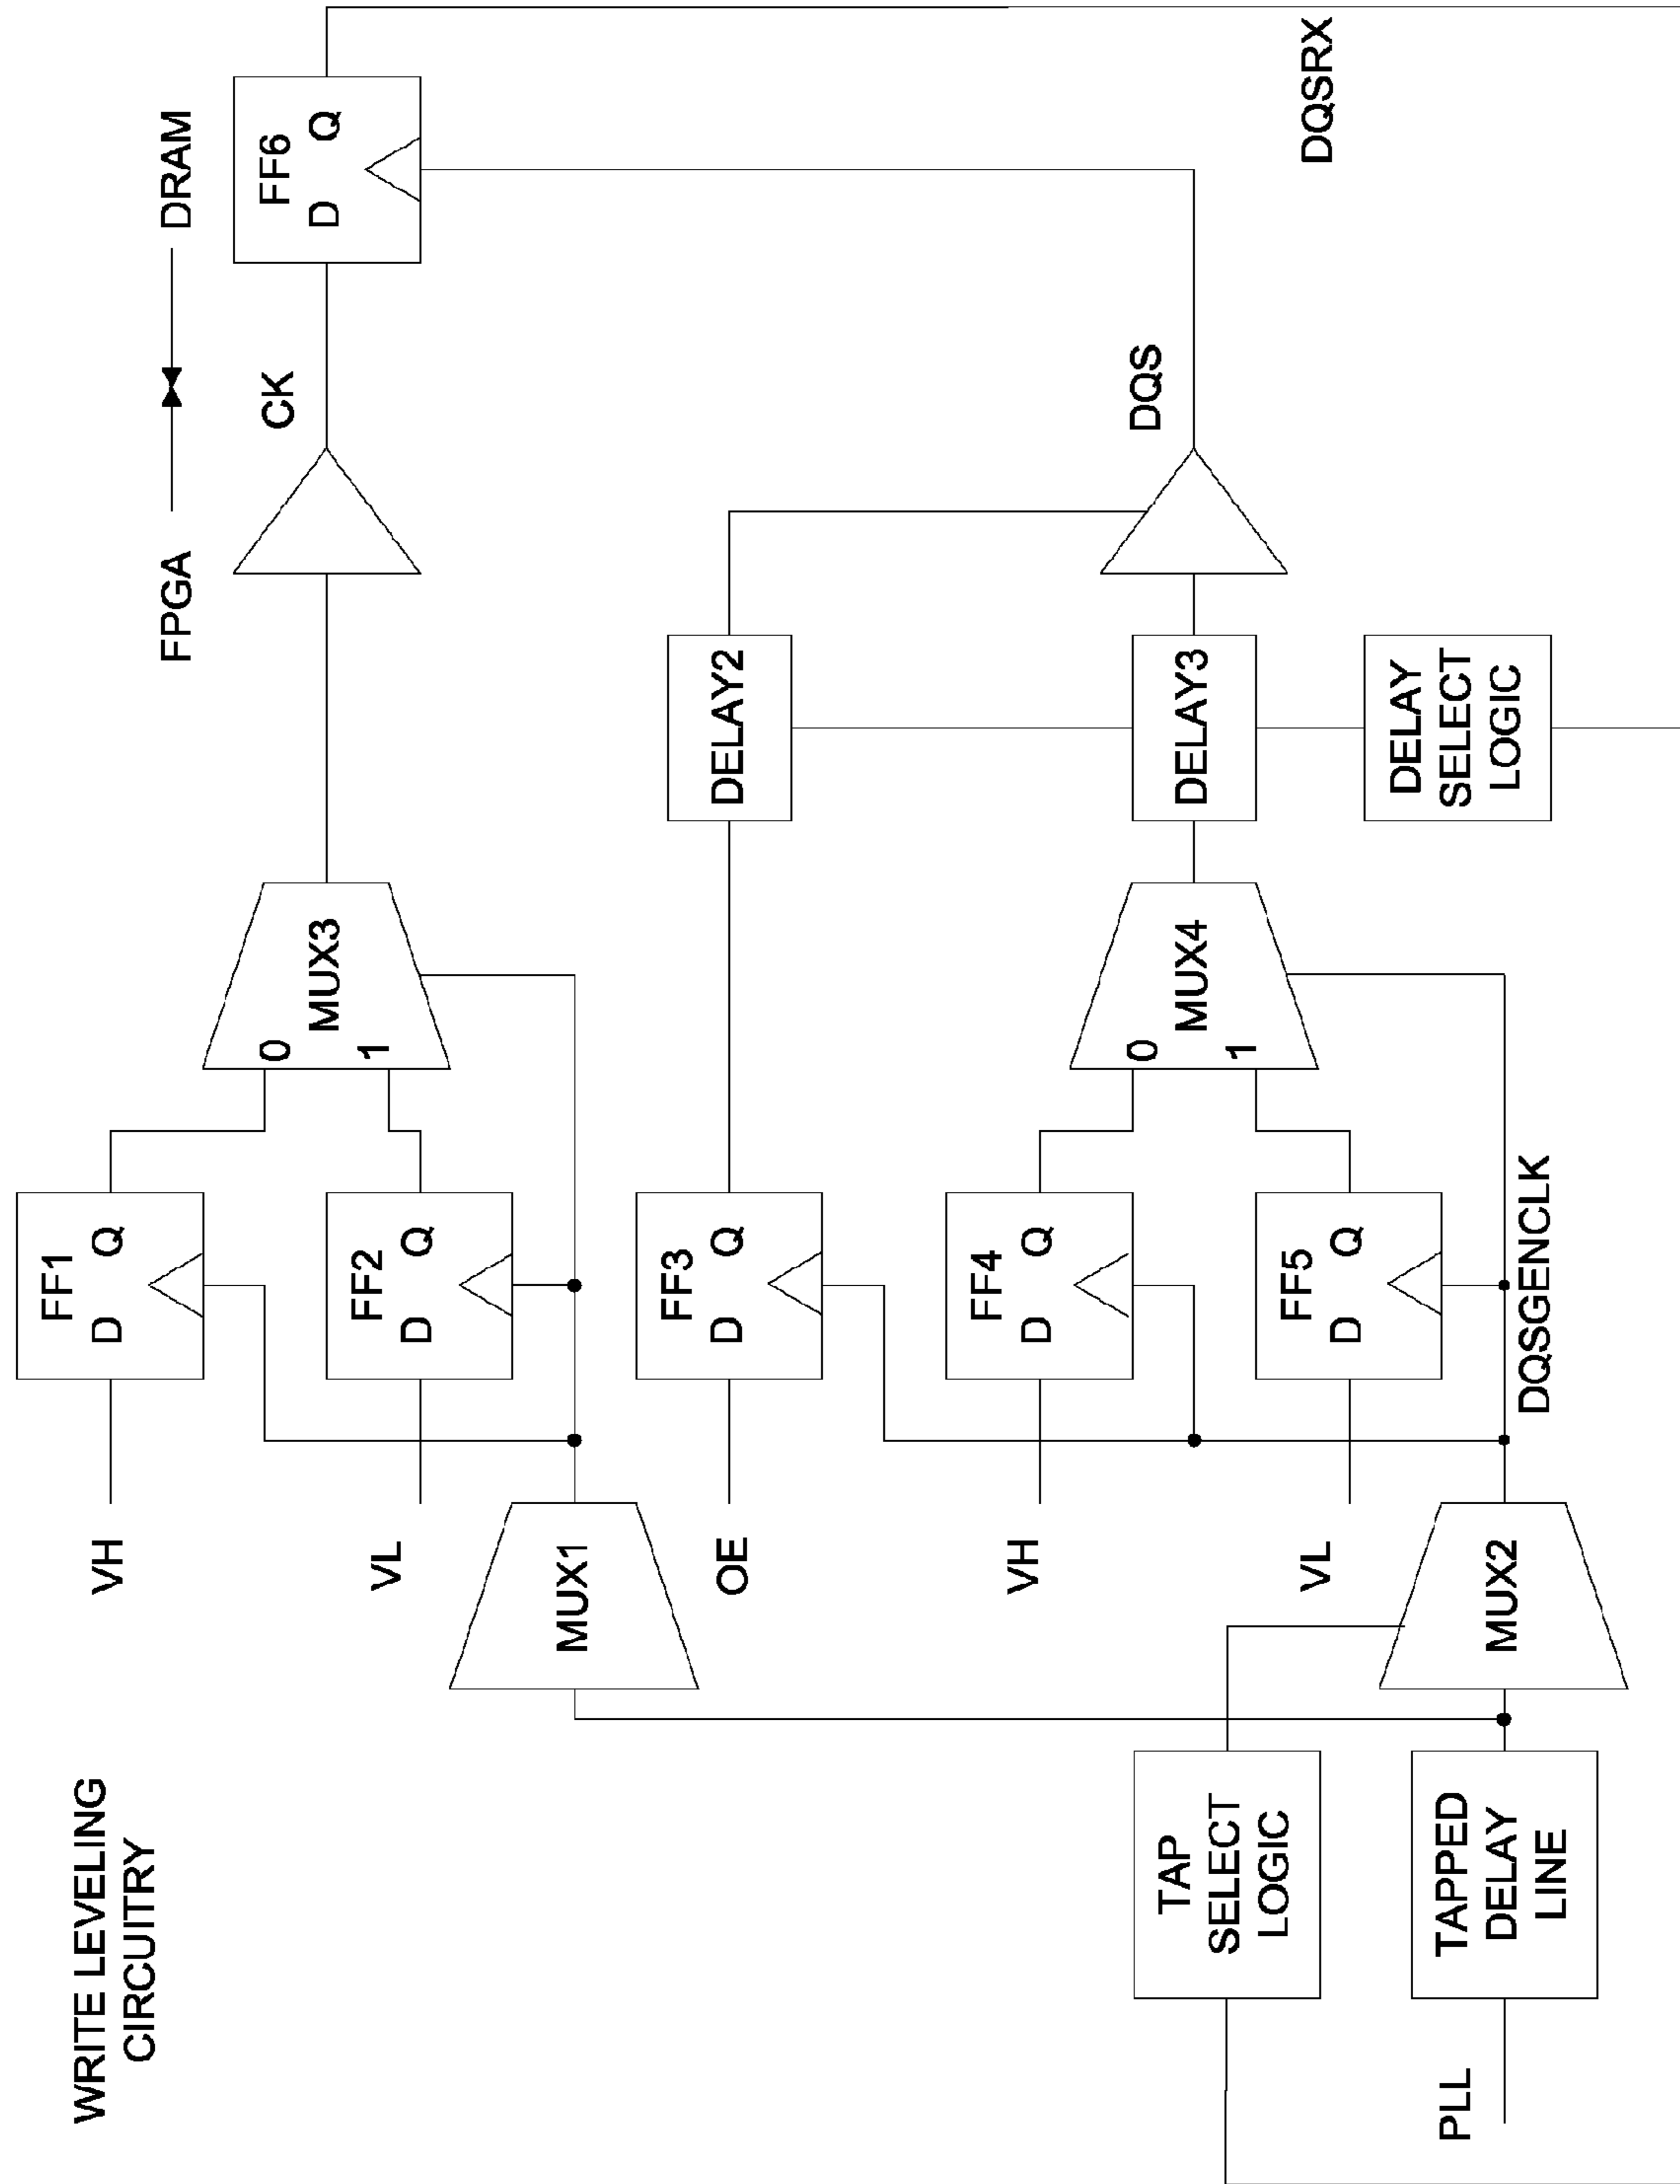 WRITE LEVELING
CIRCUITRY
FPGA
DRAM
VH
FF1
D Q
VL
FF2
D Q
0
1
MUX3
CK
FF6
D Q
MUX1
OE
FF3
D Q
DELAY2
VH
FF4
D Q
VL
FF5
D Q
0
1
MUX4
DELAY3
DQS
TAP
SELECT
LOGIC
DELAY
SELECT
LOGIC
DQSRX
PLL
TAPPED
DELAY
LINE
MUX2
DQSGENCLK